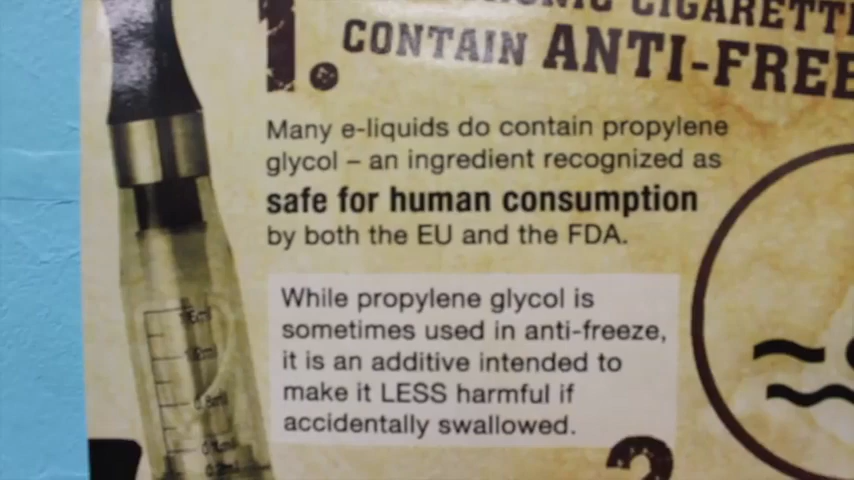 1.
CIGARETTE
CONTAIN ANTI-FREE
Many e-liquids do contain propylene
glycol – an ingredient recognized as
safe for human consumption
by both the EU and the FDA.
While propylene glycol is
sometimes used in anti-freeze,
it is an additive intended to
make it LESS harmful if
accidentally swallowed.
2